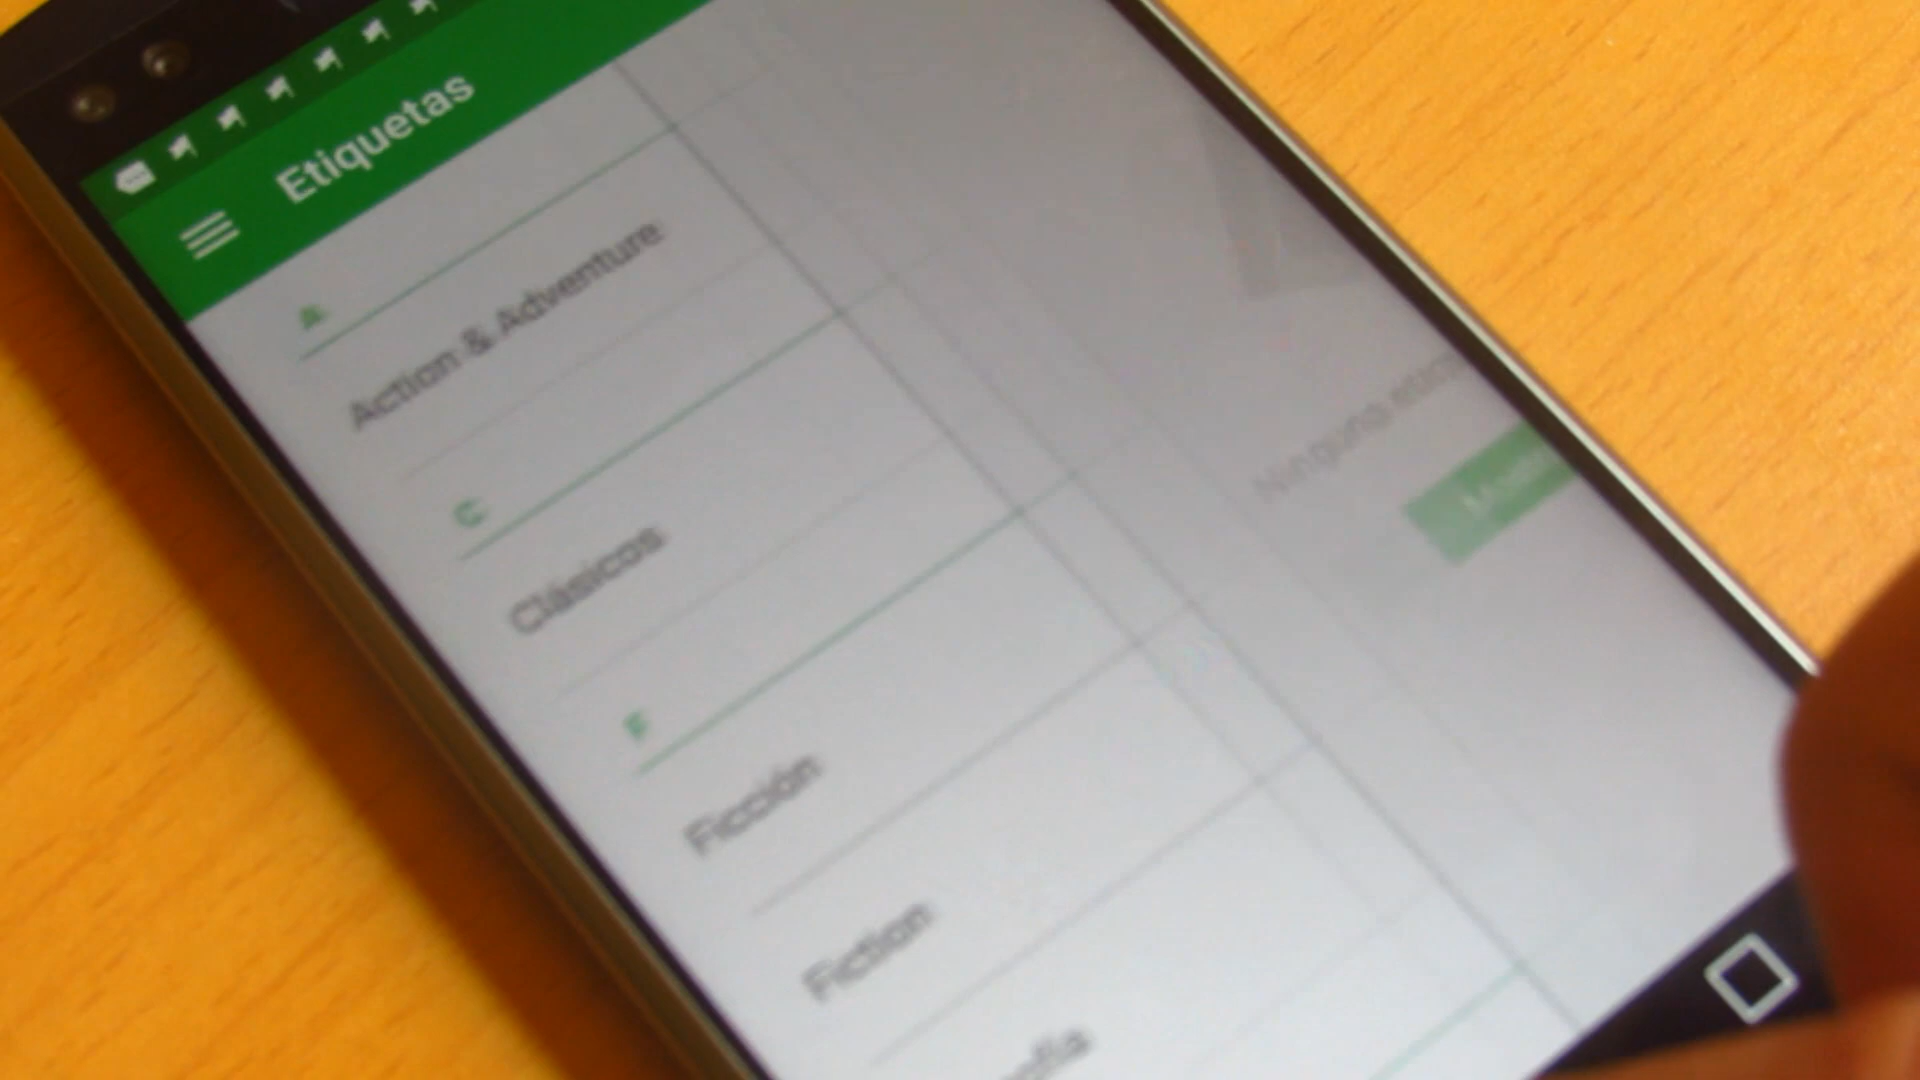 Etiquetas
A
Action & Adventure
C
Clásicos
F
Ficción
Fiction